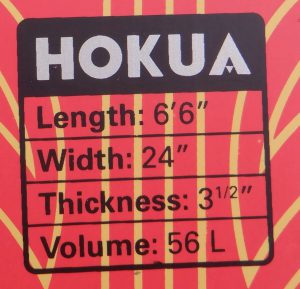 HOKUA
Length: 6'6"
Width: 24"
Thickness: 3 1/2"
Volume: 56 L